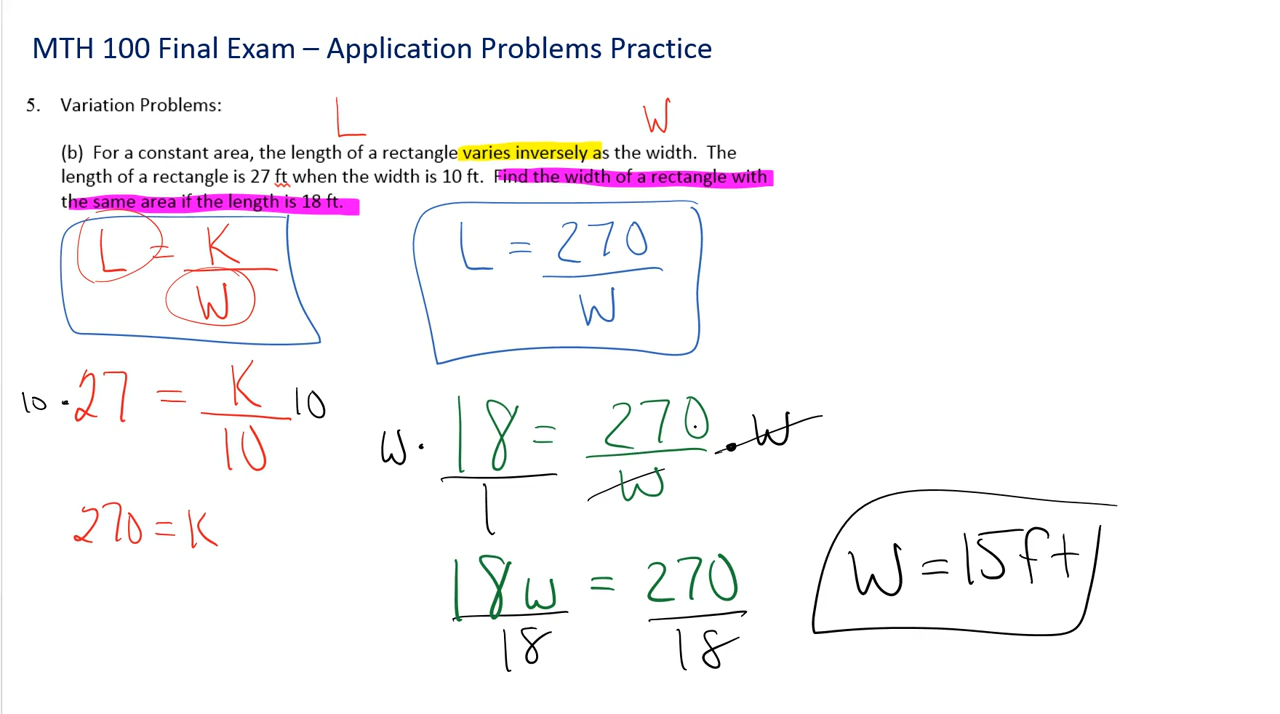 MTH 100 Final Exam – Application Problems Practice
5. Variation Problems:
L W
(b) For a constant area, the length of a rectangle varies inversely as the width. The
length of a rectangle is 27 ft when the width is 10 ft. Find the width of a rectangle with
the same area if the length is 18 ft.
L = K
W
L = 270
W
10 · 27 = K 10
10
270 = K
W · 18 = 270 · W
1 W
18W = 270
18 18
W = 15ft